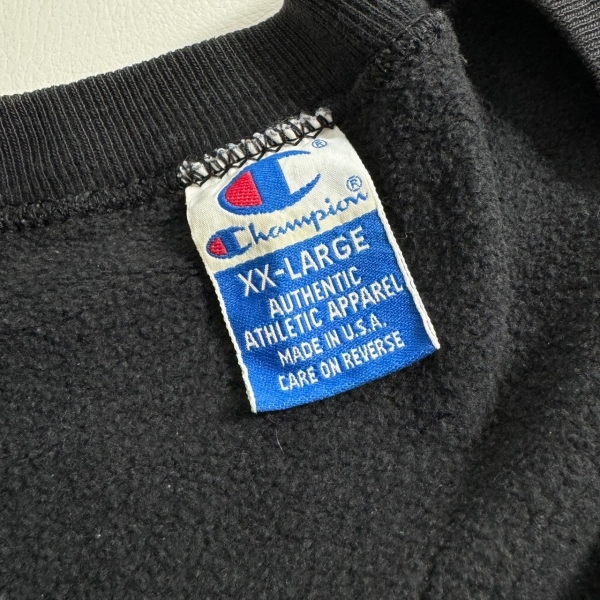 ®
Champion®
XX-LARGE
AUTHENTIC
ATHLETIC APPAREL
MADE IN U.S.A.
CARE ON REVERSE